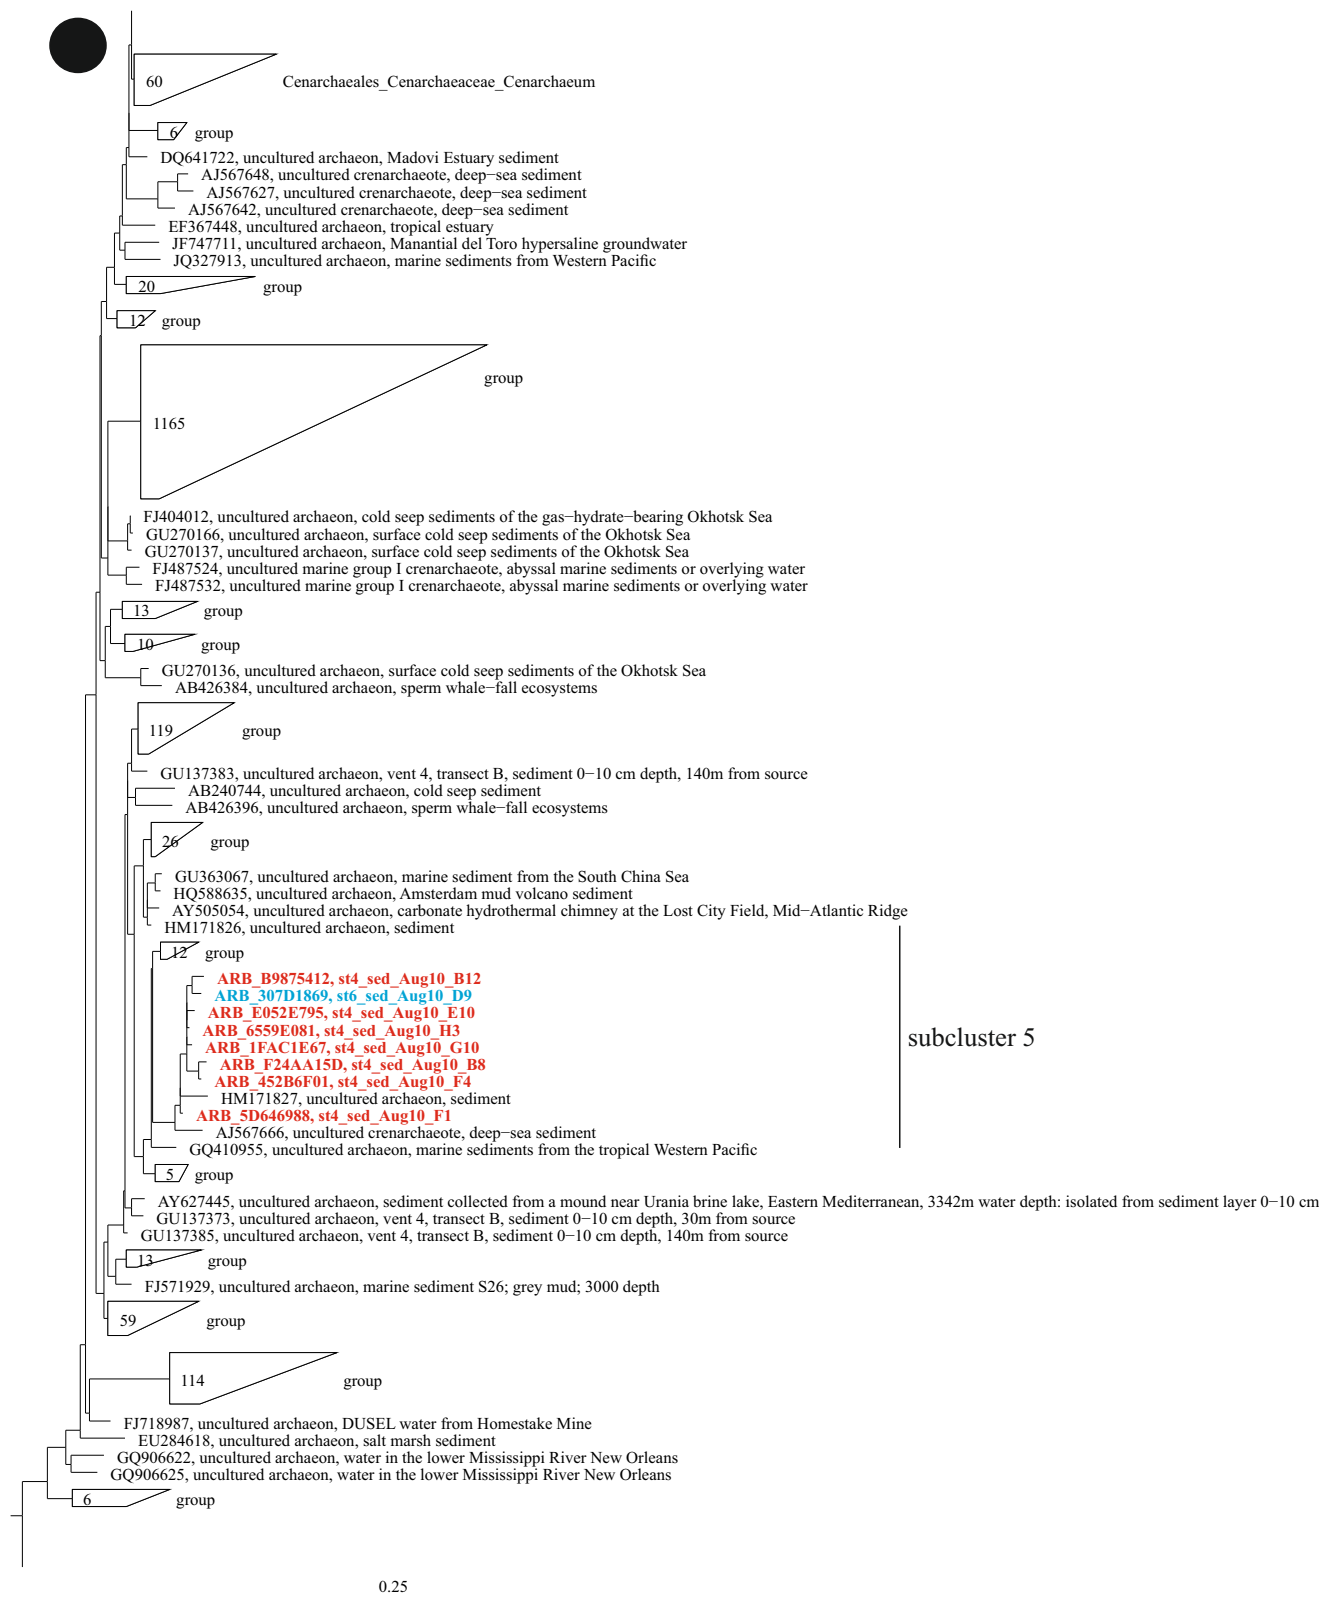 60
Cenarchaeales_Cenarchaeaceae_Cenarchaeum
6 group
DQ641722, uncultured archaeon, Madovi Estuary sediment
AJ567648, uncultured crenarchaeote, deep−sea sediment
AJ567627, uncultured crenarchaeote, deep−sea sediment
AJ567642, uncultured crenarchaeote, deep−sea sediment
EF367448, uncultured archaeon, tropical estuary
JF747711, uncultured archaeon, Manantial del Toro hypersaline groundwater
JQ327913, uncultured archaeon, marine sediments from Western Pacific
20 group
12 group
group
1165
FJ404012, uncultured archaeon, cold seep sediments of the gas−hydrate−bearing Okhotsk Sea
GU270166, uncultured archaeon, surface cold seep sediments of the Okhotsk Sea
GU270137, uncultured archaeon, surface cold seep sediments of the Okhotsk Sea
FJ487524, uncultured marine group I crenarchaeote, abyssal marine sediments or overlying water
FJ487532, uncultured marine group I crenarchaeote, abyssal marine sediments or overlying water
13 group
10 group
GU270136, uncultured archaeon, surface cold seep sediments of the Okhotsk Sea
AB426384, uncultured archaeon, sperm whale−fall ecosystems
119 group
GU137383, uncultured archaeon, vent 4, transect B, sediment 0−10 cm depth, 140m from source
AB240744, uncultured archaeon, cold seep sediment
AB426396, uncultured archaeon, sperm whale−fall ecosystems
26 group
GU363067, uncultured archaeon, marine sediment from the South China Sea
HQ588635, uncultured archaeon, Amsterdam mud volcano sediment
AY505054, uncultured archaeon, carbonate hydrothermal chimney at the Lost City Field, Mid−Atlantic Ridge
HM171826, uncultured archaeon, sediment
12 group
ARB_B9875412, st4_sed_Aug10_B12
ARB_307D1869, st6_sed_Aug10_D9
ARB_E052E795, st4_sed_Aug10_E10
ARB_6559E081, st4_sed_Aug10_H3
subcluster 5
ARB_1FAC1E67, st4_sed_Aug10_G10
ARB_F24AA15D, st4_sed_Aug10_B8
ARB_452B6F01, st4_sed_Aug10_F4
HM171827, uncultured archaeon, sediment
ARB_5D646988, st4_sed_Aug10_F1
AJ567666, uncultured crenarchaeote, deep−sea sediment
GQ410955, uncultured archaeon, marine sediments from the tropical Western Pacific
5 group
AY627445, uncultured archaeon, sediment collected from a mound near Urania brine lake, Eastern Mediterranean, 3342m water depth: isolated from sediment layer 0−10 cm
GU137373, uncultured archaeon, vent 4, transect B, sediment 0−10 cm depth, 30m from source
GU137385, uncultured archaeon, vent 4, transect B, sediment 0−10 cm depth, 140m from source
13 group
FJ571929, uncultured archaeon, marine sediment S26; grey mud; 3000 depth
59 group
114 group
FJ718987, uncultured archaeon, DUSEL water from Homestake Mine
EU284618, uncultured archaeon, salt marsh sediment
GQ906622, uncultured archaeon, water in the lower Mississippi River New Orleans
GQ906625, uncultured archaeon, water in the lower Mississippi River New Orleans
6 group
0.25